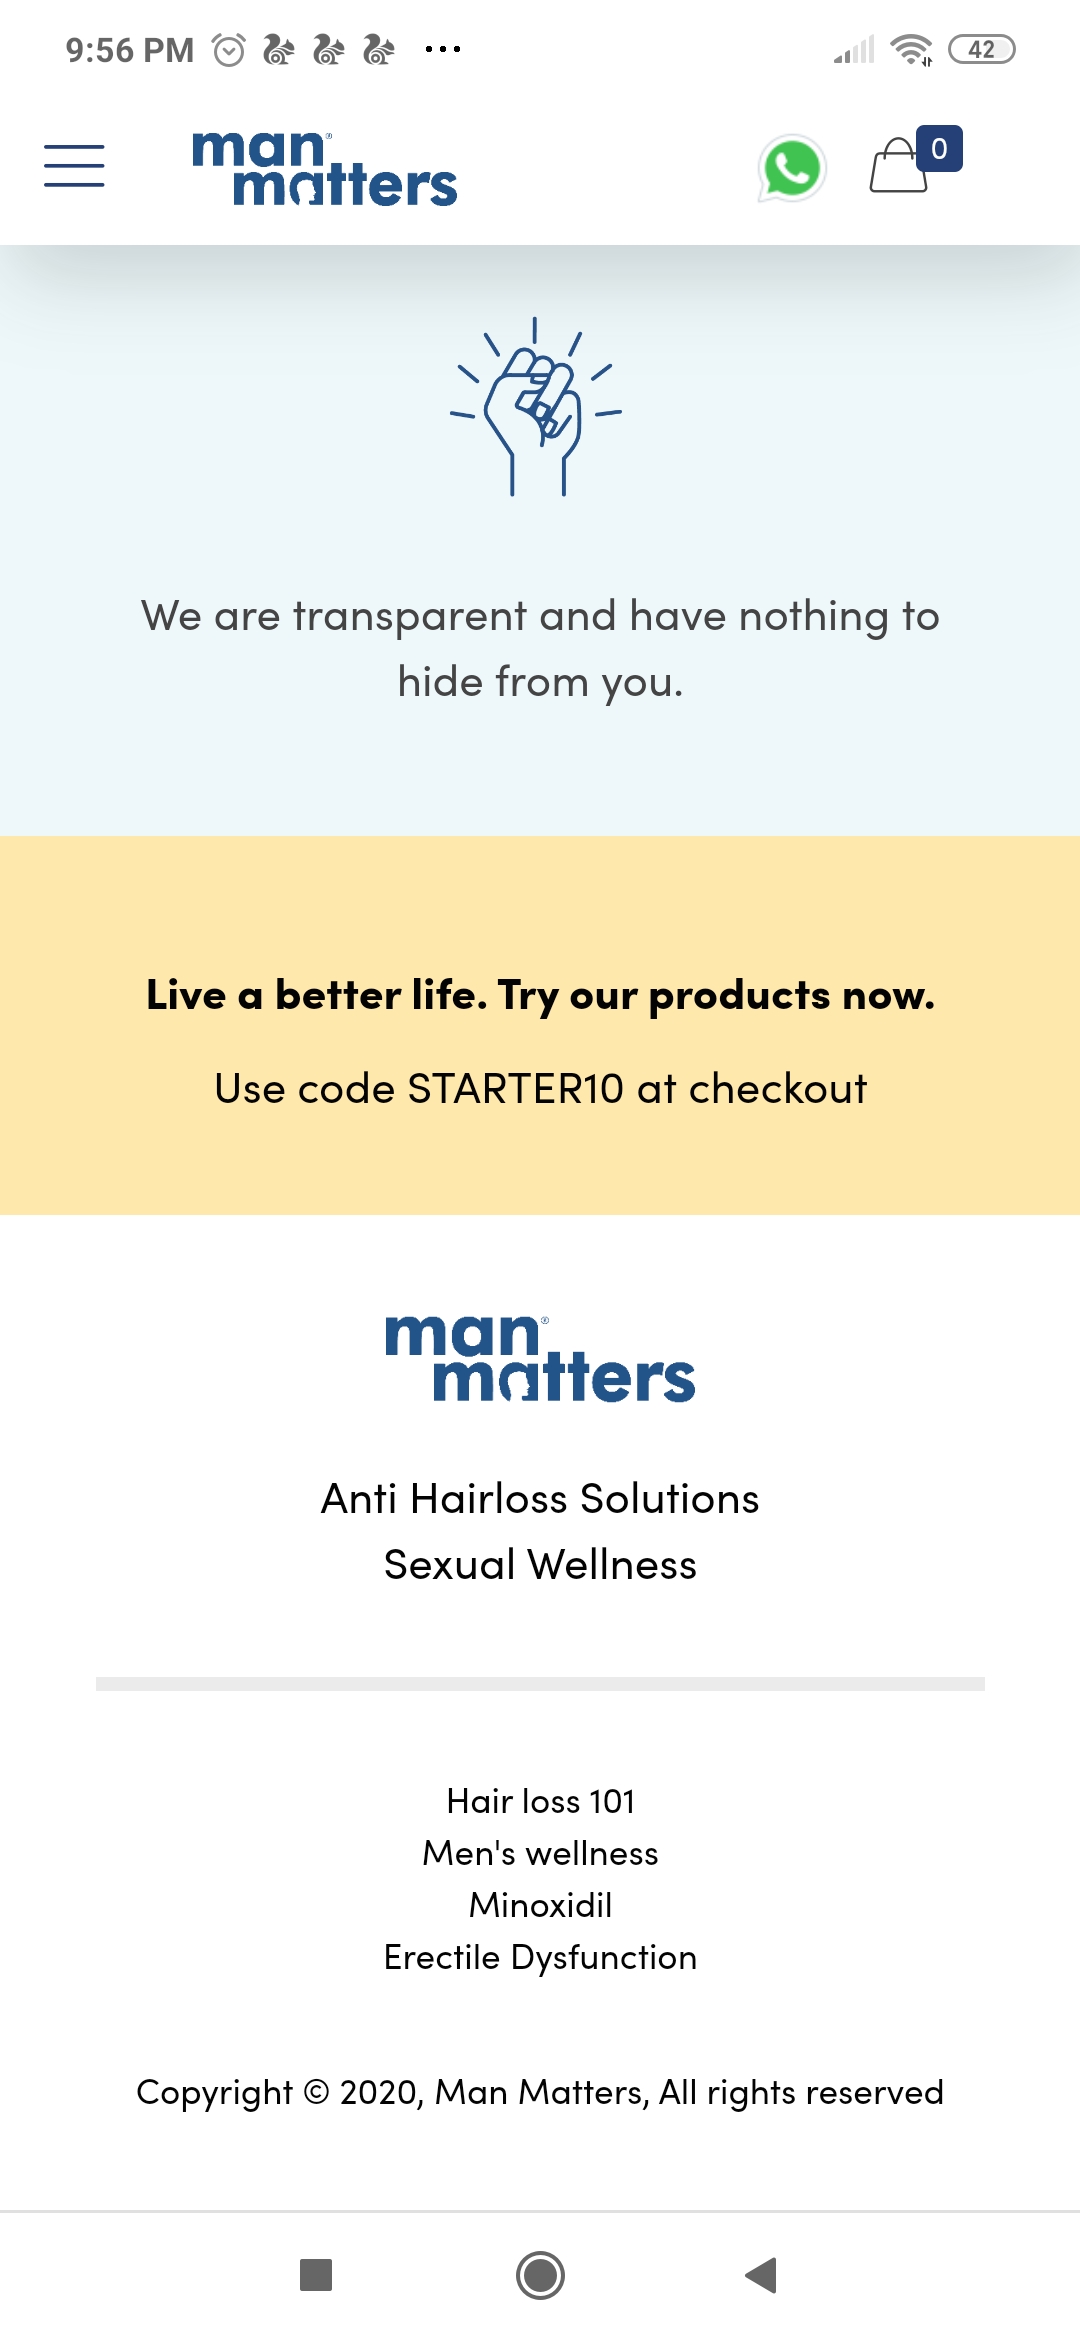 9:56 PM
42
man®
matters
0
We are transparent and have nothing to
hide from you.
Live a better life. Try our products now.
Use code STARTER10 at checkout
man®
matters
Anti Hairloss Solutions
Sexual Wellness
Hair loss 101
Men's wellness
Minoxidil
Erectile Dysfunction
Copyright © 2020, Man Matters, All rights reserved